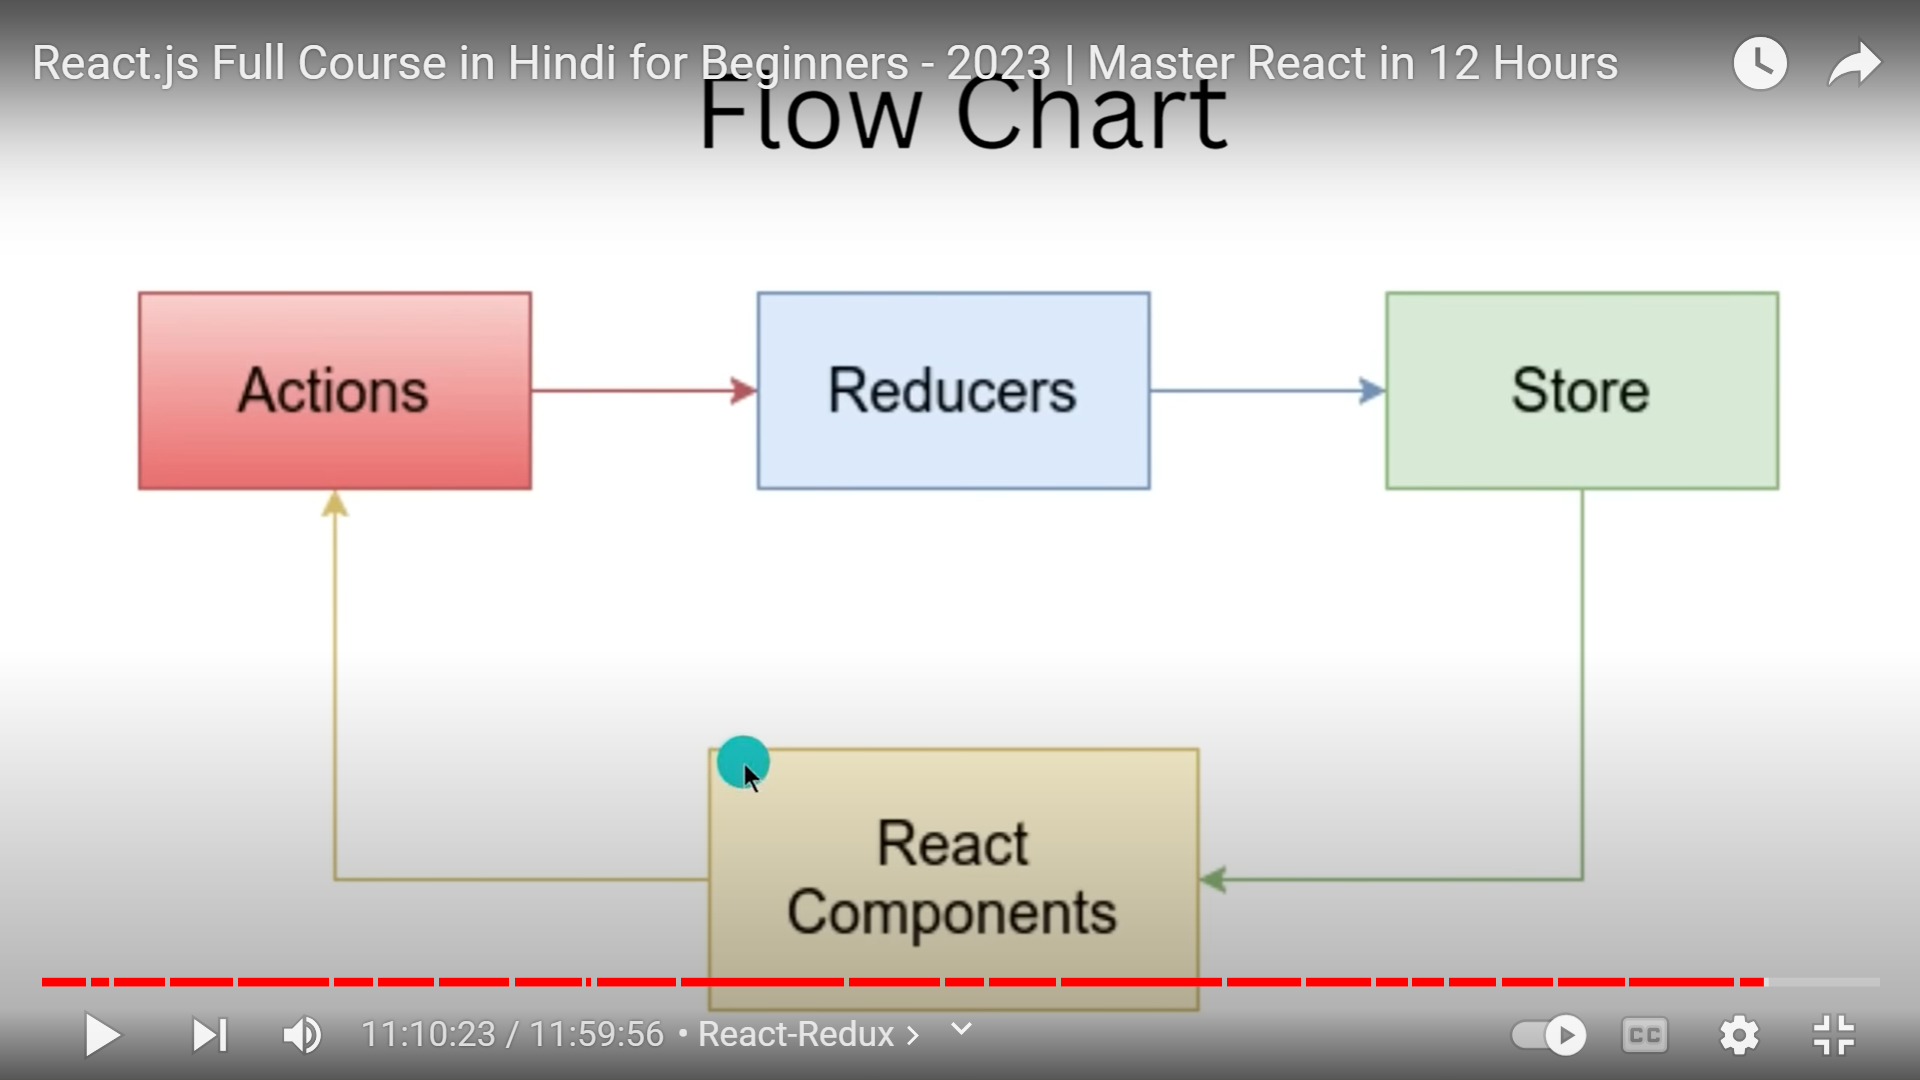 React.js Full Course in Hindi for Beginners - 2023 | Master React in 12 Hours
Flow Chart
Actions
Reducers
Store
React
Components
11:10:23 / 11:59:56 • React-Redux
CC